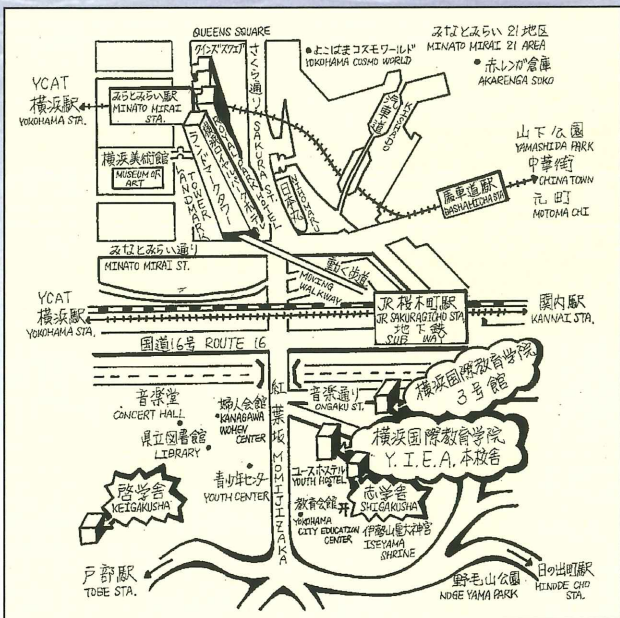 QUEENS SQUARE
クインズスクエア
さくら通り
SAKURA ST.
よこはまコスモワールド
YOKOHAMA COSMO WORLD
みなとみらい21地区
MINATO MIRAI 21 AREA
赤レンガ倉庫
AKARENGA SOKO
YCAT
横浜駅
YOKOHAMA STA.
みらとみらい駅
MINATO MIRAI
STA.
汽車道
KISHADO
山下公園
YAMASHIDA PARK
中華街
CHINA TOWN
元町
MOTOMA CHI
馬車道駅
BASHAMICHA STA
横浜美術館
MUSEUM OF
ART
ランドマークタワー
LANDMARK
TOWER
ROYAL PARK HOTEL
日本丸
NIHOMARU
みなとみらい通り
MINATO MIRAI ST.
動く歩道
MOVING
WALKWAY
YCAT
横浜駅
YOKOHAMA STA.
JR桜木町駅
JR SAKURAGICHO STA.
地下鉄
SUB WAY
関内駅
KANNAI STA.
国道16号 ROUTE 16
音楽堂
CONCERT HALL
婦人会館
KANAGAWA
WOMEN
CENTER
県立図書館
LIBRARY
青少年センター
YOUTH CENTER
紅葉坂 MOMIYIZAKA
音楽通り
ONGAKU ST.
横浜国際教育学院
3号館
横浜国際教育学院
Y.I.E.A.本校舎
ユースホステル
YOUTH HOSTEL
志学舎
SHIGAKUSHA
教育会館
YOKOHAMA
CITY EDUCATION
CENTER
伊勢山皇大神宮
ISEYAMA
SHRINE
啓学舎
KEIGAKUSHA
戸部駅
TOBE STA.
野毛山公園
NOGEYAMA PARK
日の出町駅
HINODE CHO
STA.